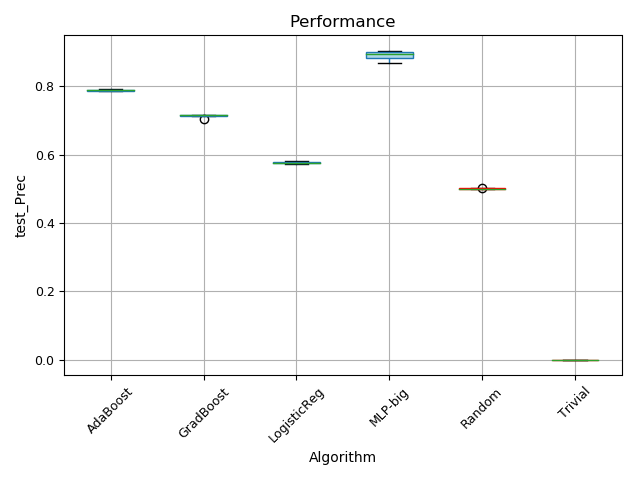 Performance
test_Prec
0.8
0.6
0.4
0.2
0.0
AdaBoost
GradBoost
LogisticReg
MLP-big
Random
Trivial
Algorithm